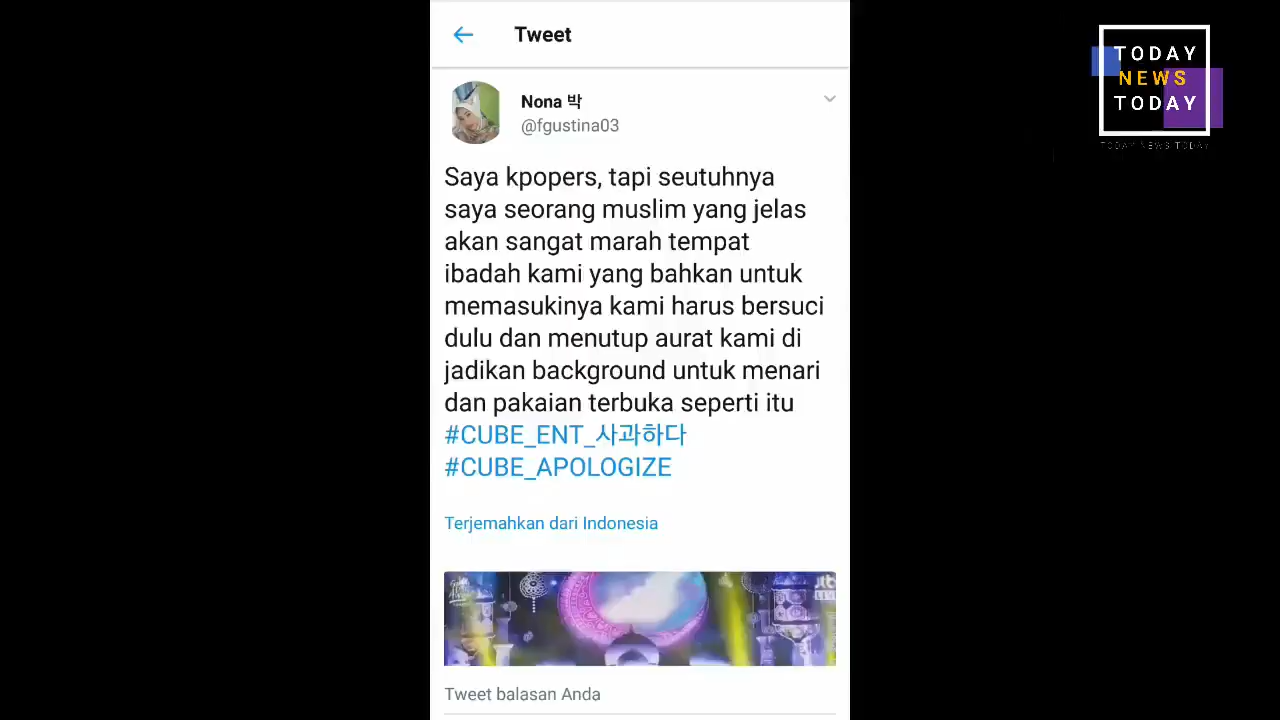 Tweet
TODAY
NEWS
TODAY
TODAY NEWS TODAY
Nona 박
@fgustina03
Saya kpopers, tapi seutuhnya
saya seorang muslim yang jelas
akan sangat marah tempat
ibadah kami yang bahkan untuk
memasukinya kami harus bersuci
dulu dan menutup aurat kami di
jadikan background untuk menari
dan pakaian terbuka seperti itu
#CUBE_ENT_사과하다
#CUBE_APOLOGIZE
Terjemahkan dari Indonesia
Tweet balasan Anda